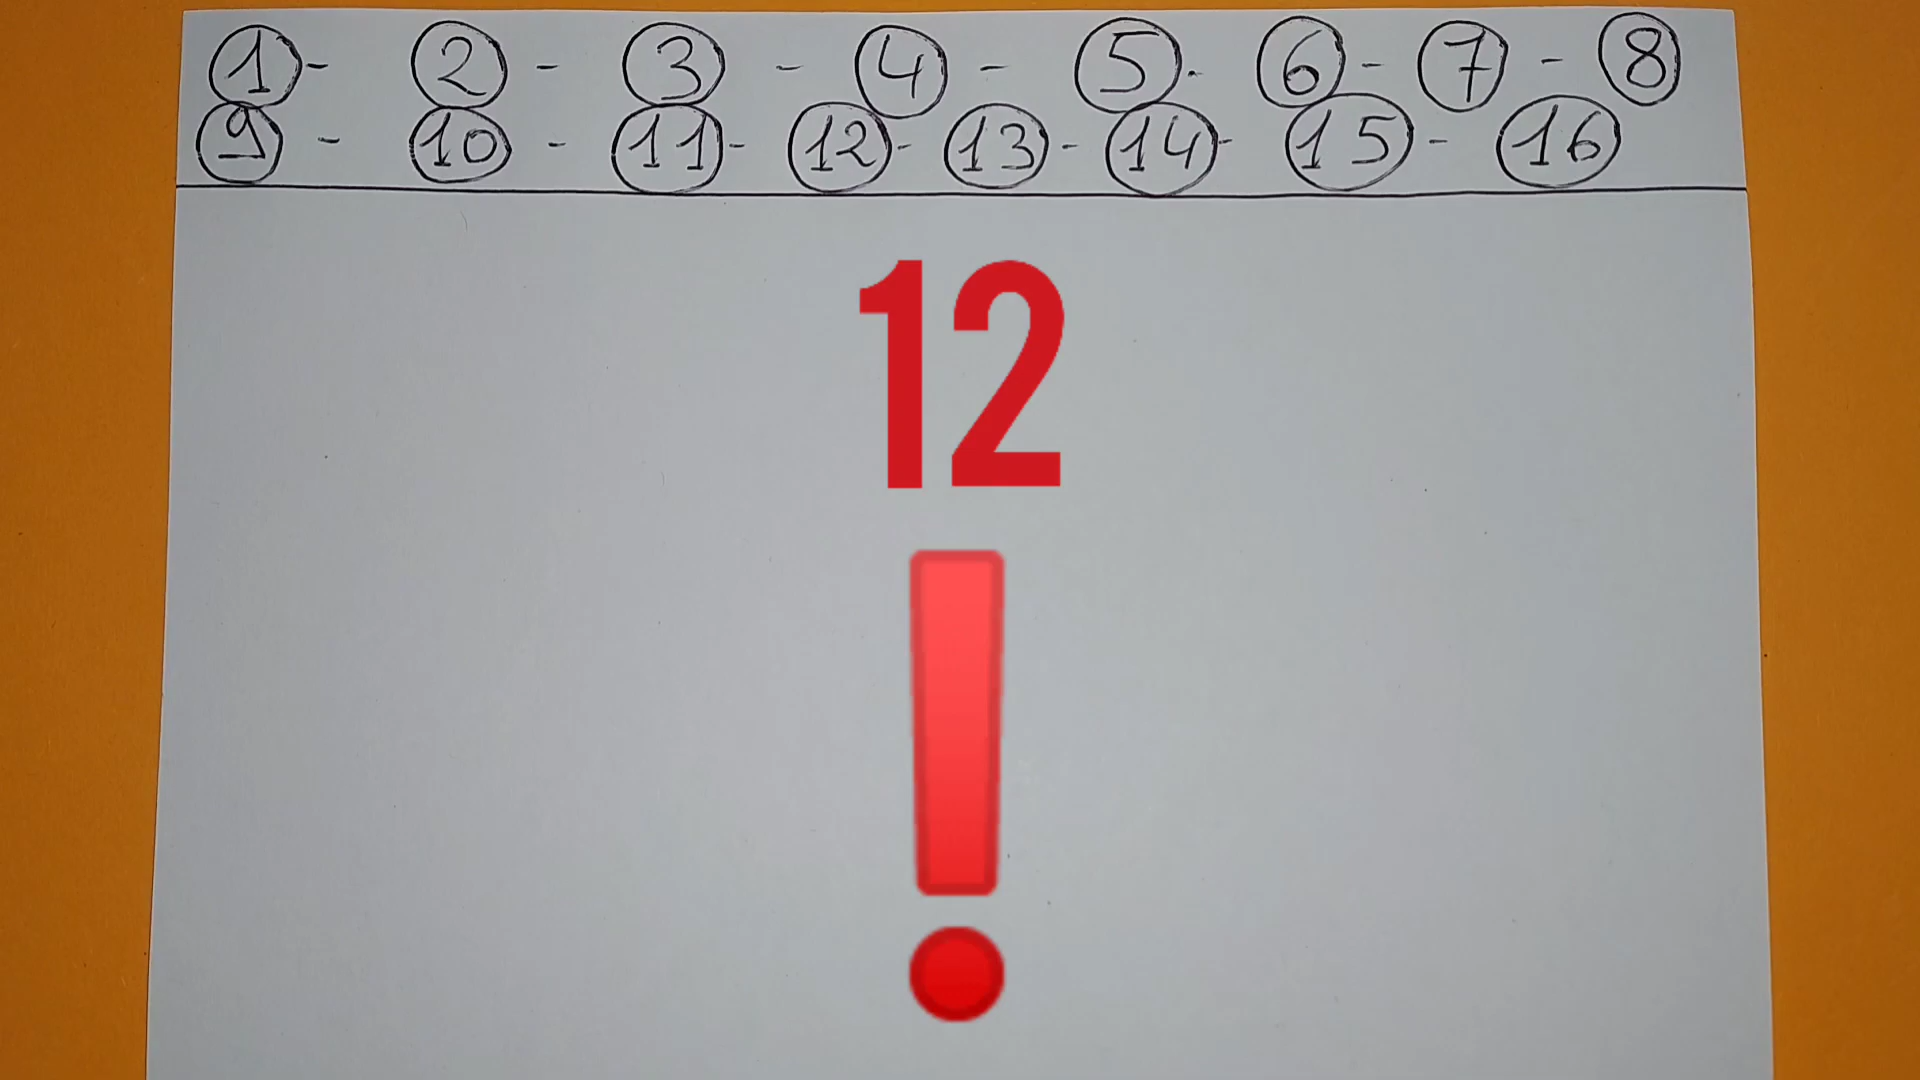 1 - 2 - 3 - 4 - 5 - 6 - 7 - 8
9 - 10 - 11 - 12 - 13 - 14 - 15 - 16
12
!